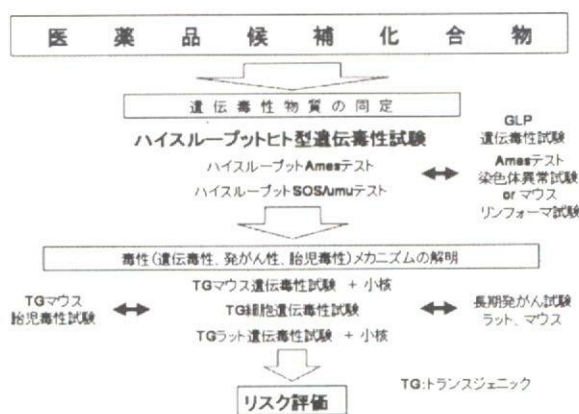 医薬品候補化合物
遺伝毒性物質の同定
ハイスループットヒト型遺伝毒性試験
ハイスループットAmesテスト
ハイスループットSOS/umuテスト
GLP
遺伝毒性試験
Amesテスト
染色体異常試験
or マウス
リンフォーマ試験
毒性(遺伝毒性、発がん性、胎児毒性)メカニズムの解明
TGマウス
胎児毒性試験
TGマウス遺伝毒性試験 + 小核
TG細胞遺伝毒性試験
TGラット遺伝毒性試験 + 小核
長期発がん試験
ラット、マウス
リスク評価
TG:トランスジェニック